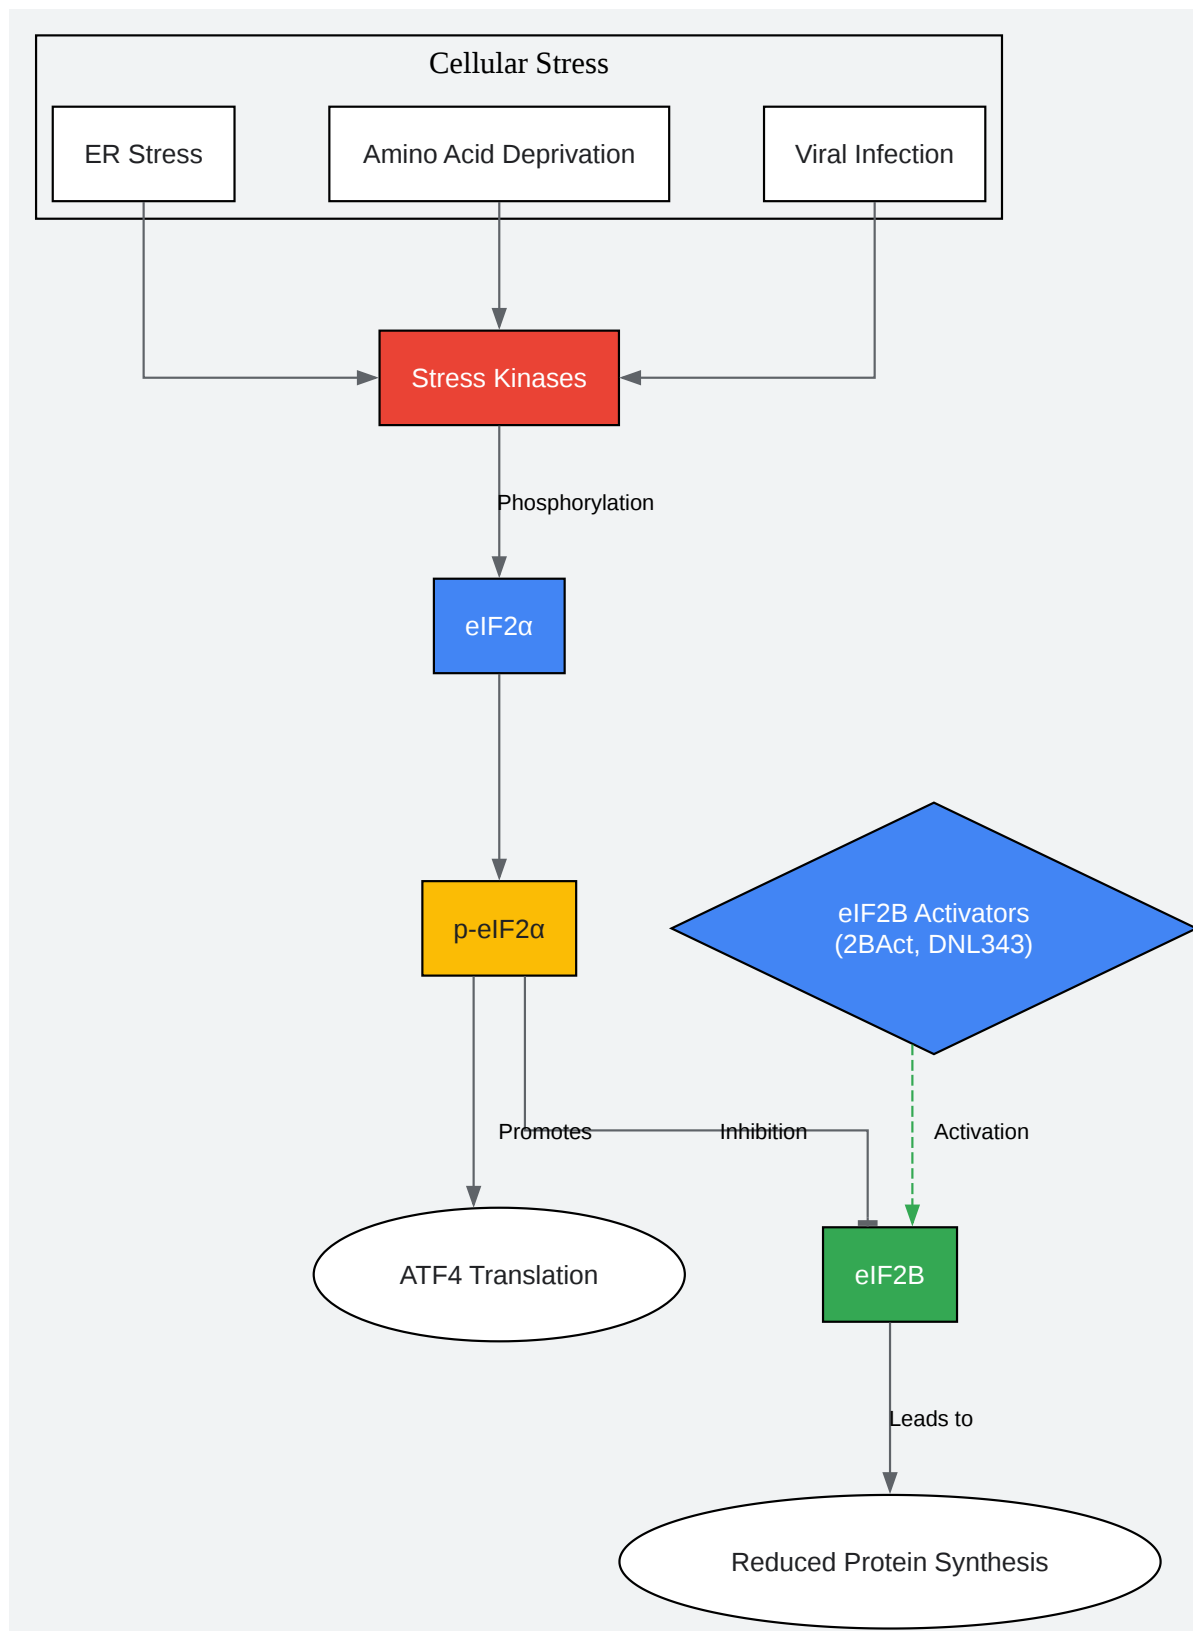 Cellular Stress
ER Stress
Amino Acid Deprivation
Viral Infection
Stress Kinases
Phosphorylation
eIF2α
p-eIF2α
eIF2B Activators
(2BAct, DNL343)
Promotes
Inhibition
Activation
ATF4 Translation
eIF2B
Leads to
Reduced Protein Synthesis